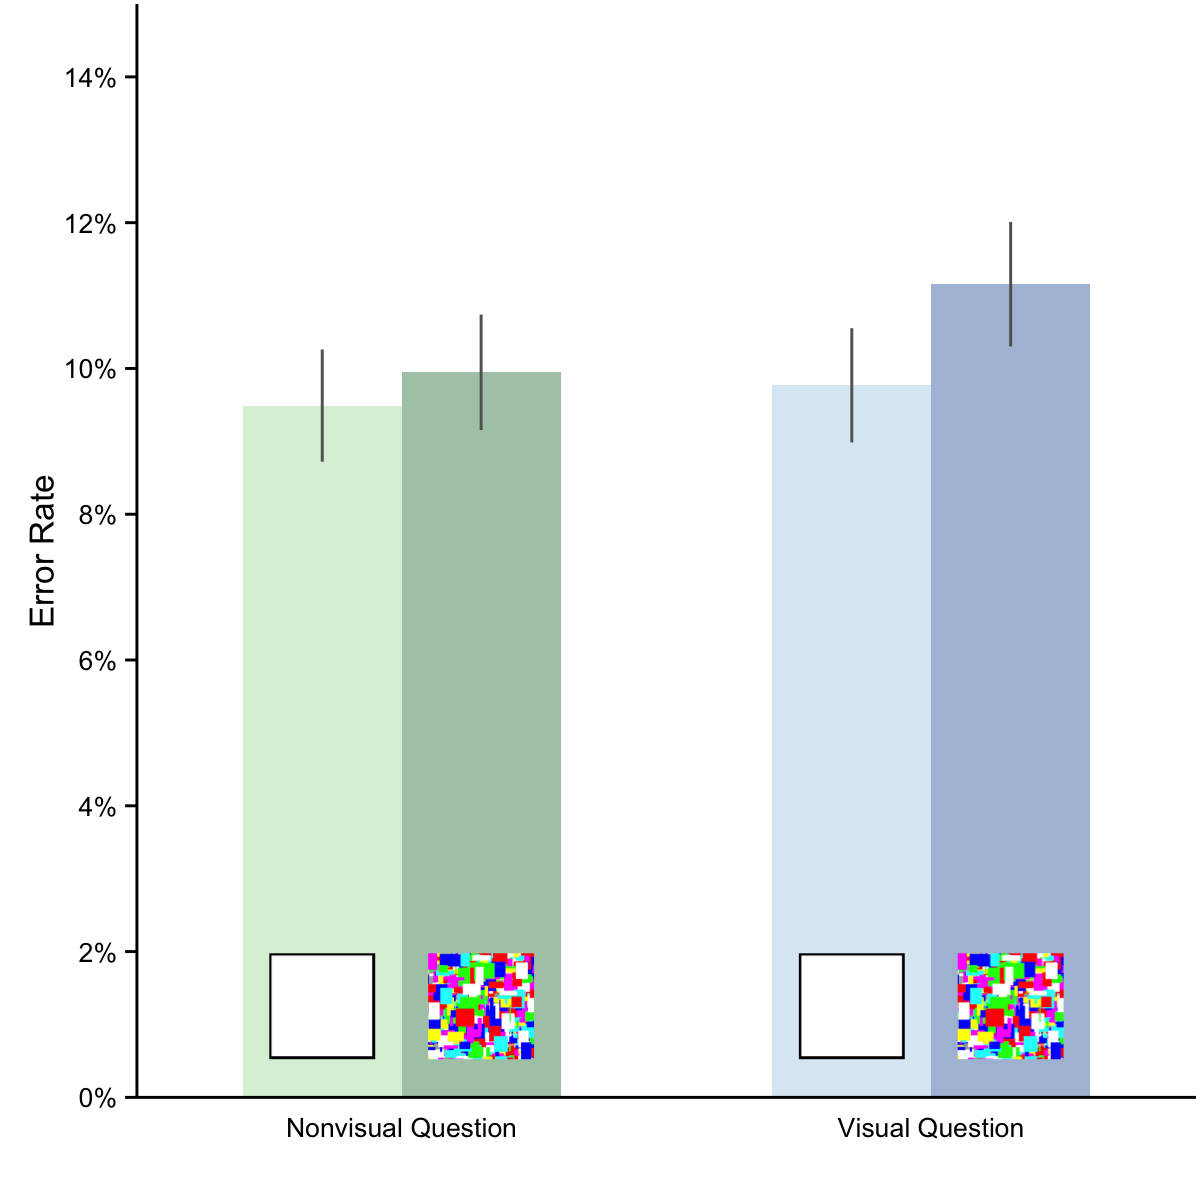 14%
12%
10%
8%
6%
4%
2%
0%
Error Rate
Nonvisual Question
Visual Question